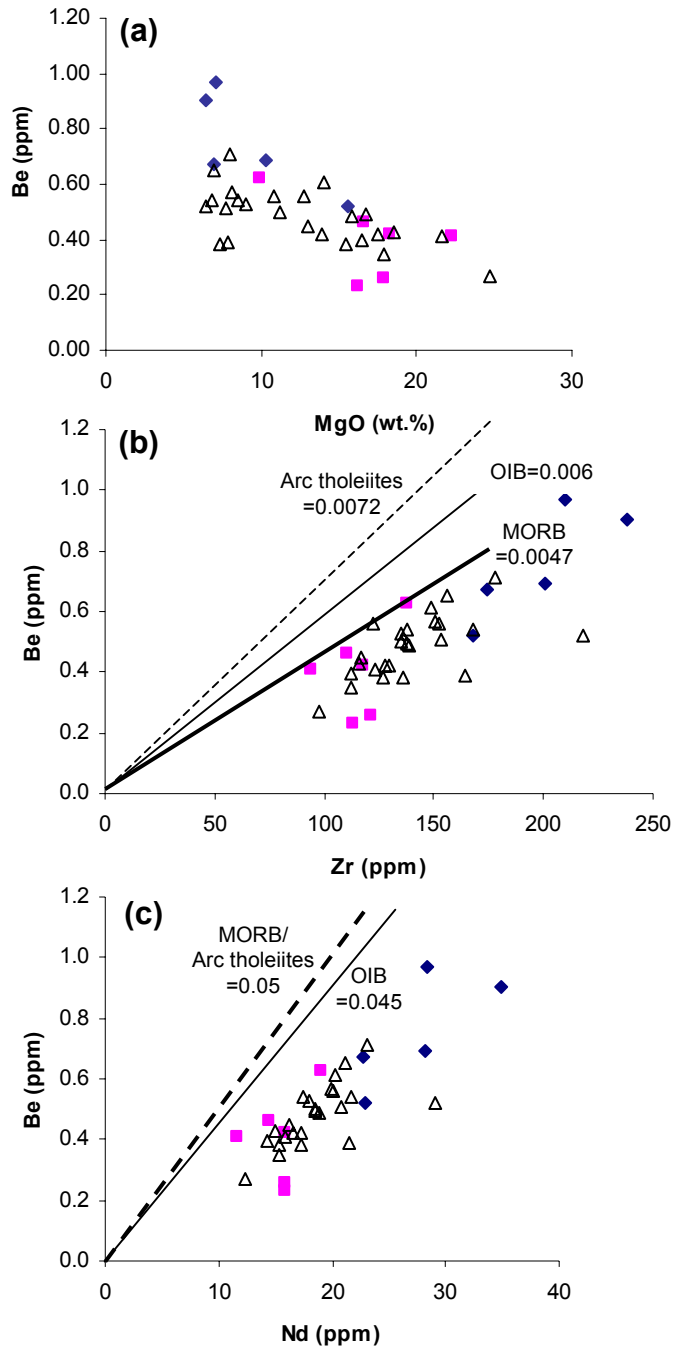 (a)
1.20
1.00
0.80
0.60
0.40
0.20
0.00
Be (ppm)
0
10
20
30
MgO (wt.%)
(b)
1.2
1.0
0.8
0.6
0.4
0.2
0.0
Be (ppm)
Arc tholeiites
=0.0072
OIB=0.006
MORB
=0.0047
0
50
100
150
200
250
Zr (ppm)
(c)
1.2
1.0
0.8
0.6
0.4
0.2
0.0
Be (ppm)
MORB/
Arc tholeiites
=0.05
OIB
=0.045
0
10
20
30
40
Nd (ppm)